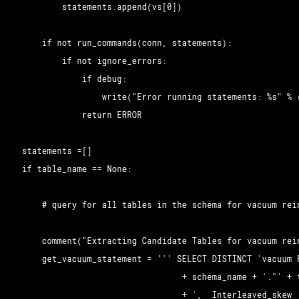 statements.append(vs[0])
if not run_commands(conn, statements):
if not ignore_errors:
if debug:
write("Error running statements: %s" %
return ERROR
statements =[]
if table_name == None:
# query for all tables in the schema for vacuum rei
comment("Extracting Candidate Tables for vacuum rei
get_vacuum_statement = ''' SELECT DISTINCT 'vacuum
+ schema_name + '."' + t
+ ', Interleaved_skew